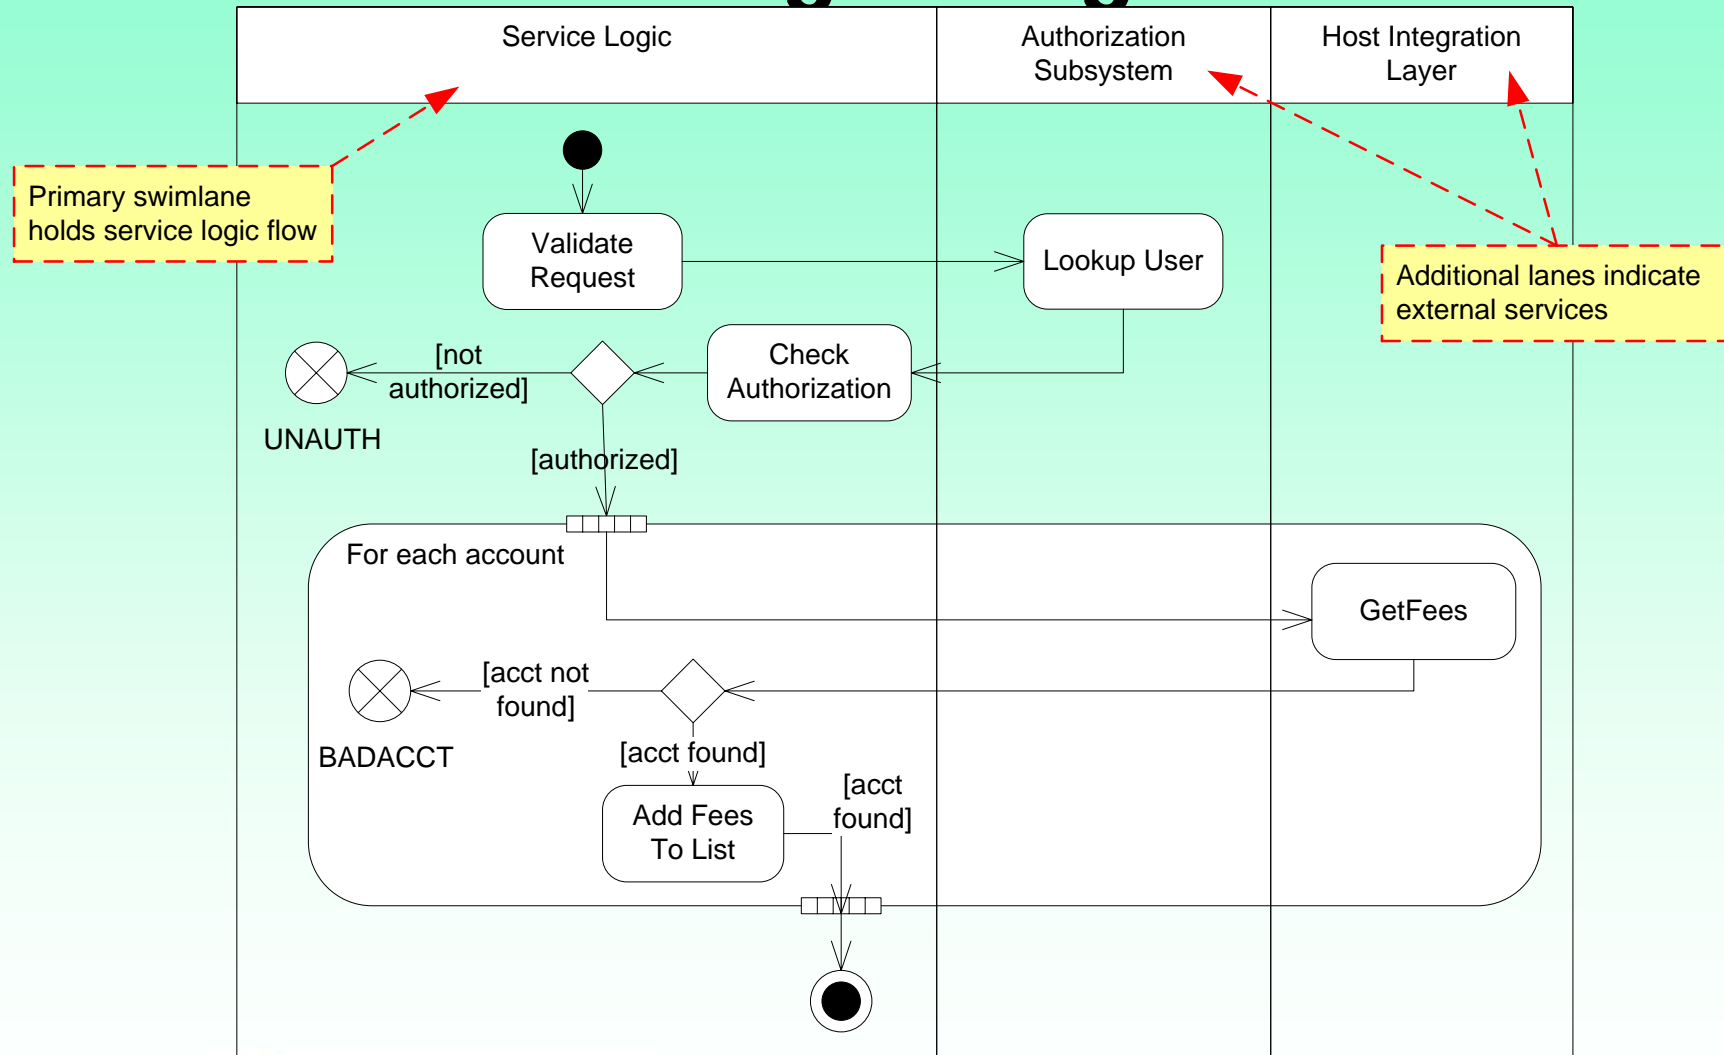 Service Logic
Authorization
Subsystem
Host Integration
Layer
Primary swimlane
holds service logic flow
Validate
Request
Lookup User
Additional lanes indicate
external services
[not
authorized]
Check
Authorization
UNAUTH
[authorized]
For each account
GetFees
[acct not
found]
BADACCT
[acct found]
[acct
found]
Add Fees
To List